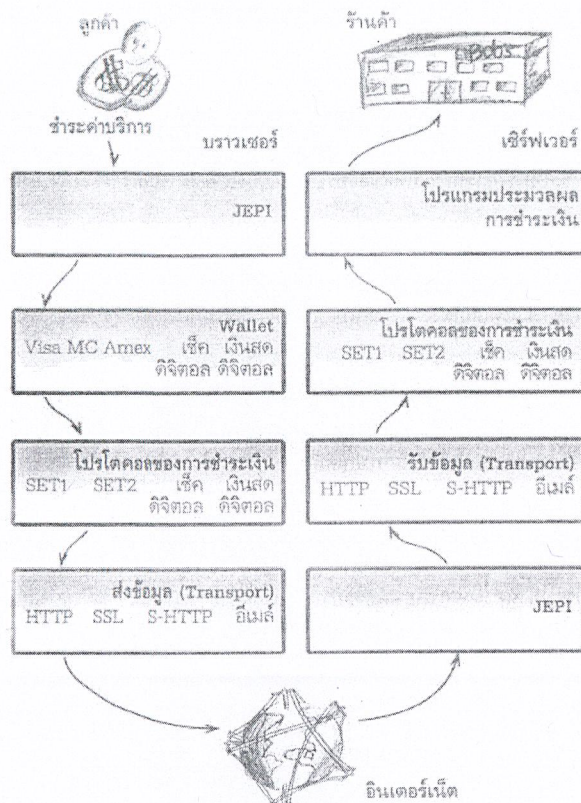 ลูกค้า
ชำระค่าบริการ
บราวเซอร์
JEPI
Wallet
Visa MC Amex เช็ค เงินสด
ดิจิตอล ดิจิตอล
โปรโตคอลของการชำระเงิน
SET1 SET2 เช็ค เงินสด
ดิจิตอล ดิจิตอล
ส่งข้อมูล (Transport)
HTTP SSL S-HTTP อีเมล์
อินเตอร์เน็ต
ร้านค้า
Bob's
เซิร์ฟเวอร์
โปรแกรมประมวลผล
การชำระเงิน
โปรโตคอลของการชำระเงิน
SET1 SET2 เช็ค เงินสด
ดิจิตอล ดิจิตอล
รับข้อมูล (Transport)
HTTP SSL S-HTTP อีเมล์
JEPI